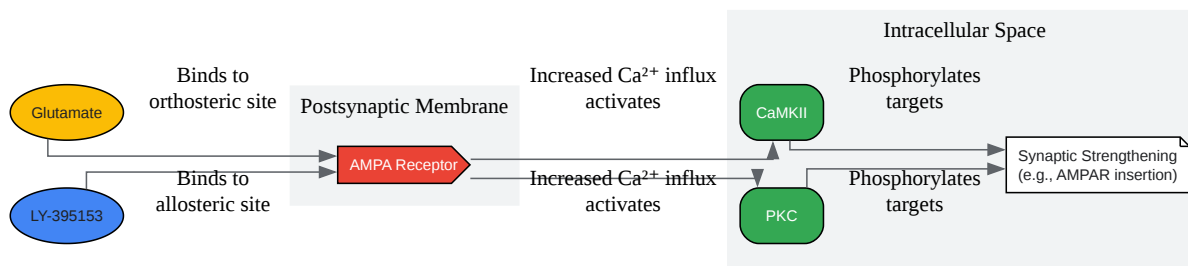 Intracellular Space
Binds to
orthosteric site
Increased Ca²⁺ influx
activates
Phosphorylates
targets
Glutamate
Postsynaptic Membrane
CaMKII
AMPA Receptor
Synaptic Strengthening
(e.g., AMPAR insertion)
Binds to
allosteric site
Increased Ca²⁺ influx
activates
Phosphorylates
targets
LY-395153
PKC